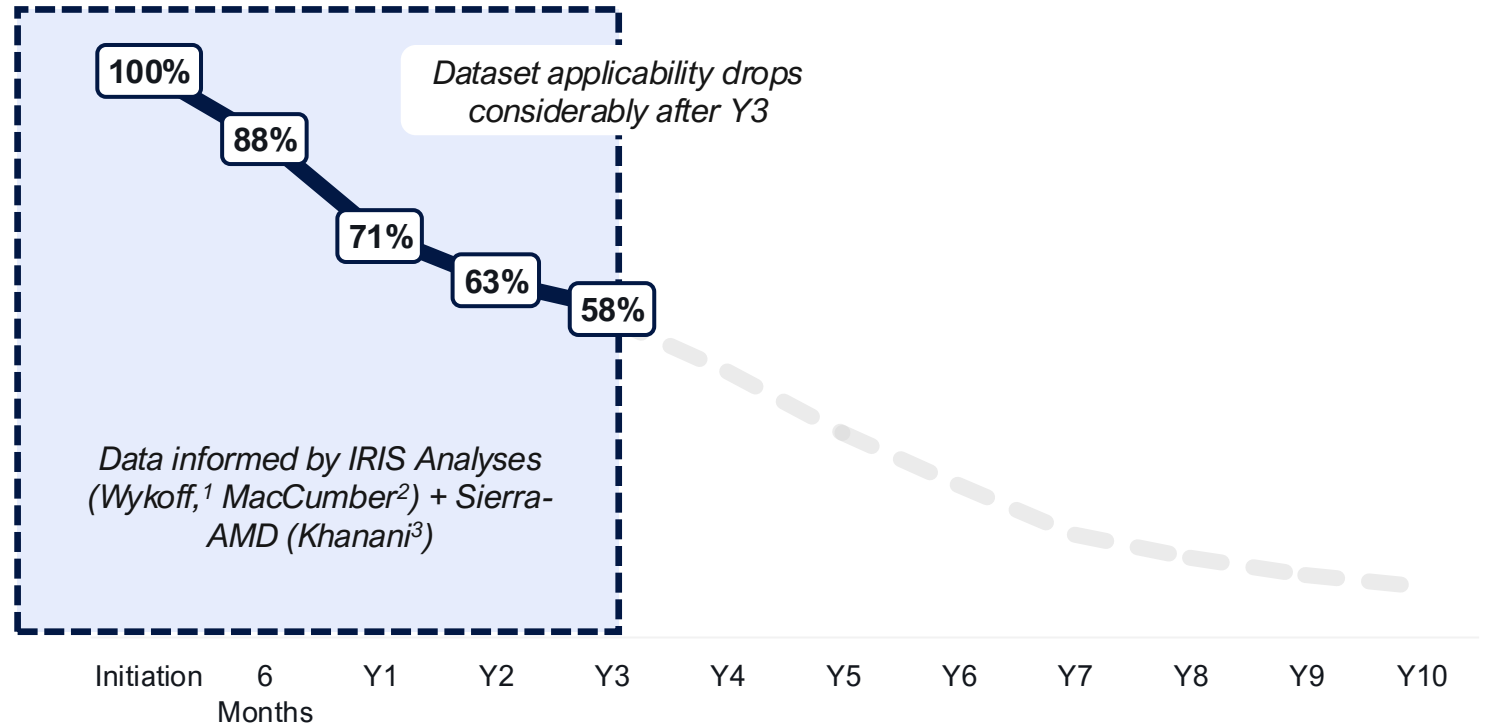 100%
Dataset applicability drops
considerably after Y3
88%
71%
63%
58%
Data informed by IRIS Analyses
(Wykoff,¹ MacCumber²) + Sierra-
AMD (Khanani³)
Initiation 6 Y1 Y2 Y3 Y4 Y5 Y6 Y7 Y8 Y9 Y10
Months